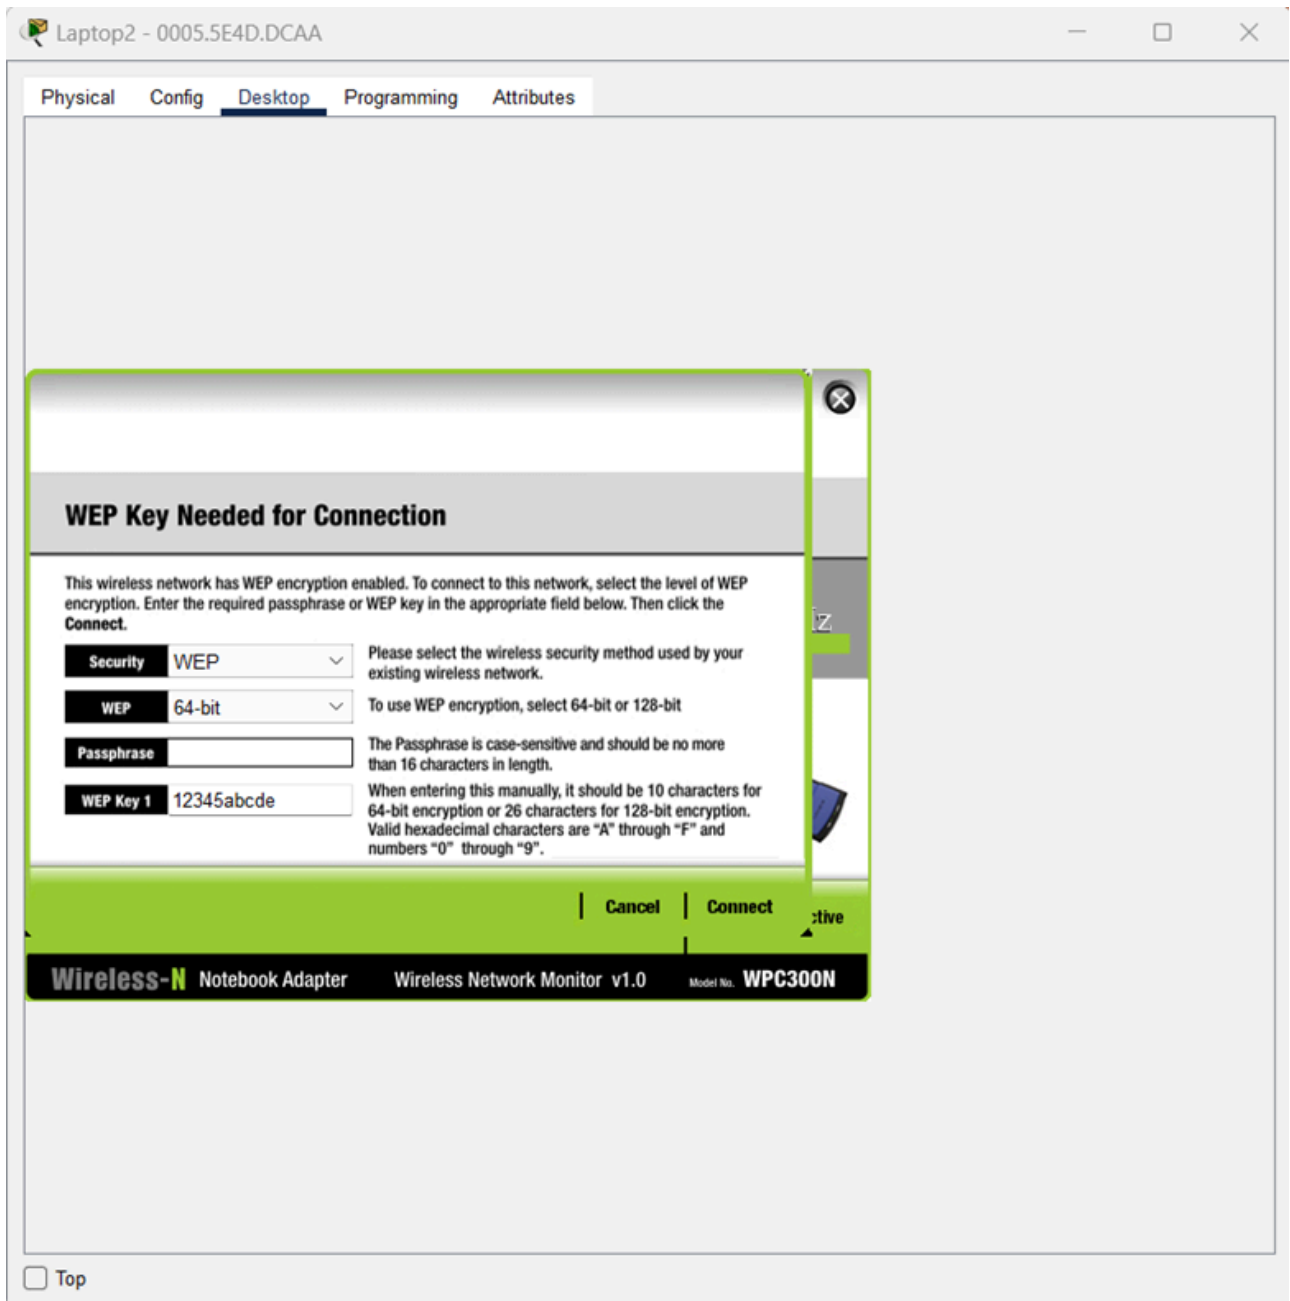 Laptop2 - 0005.5E4D.DCAA
Physical Config Desktop Programming Attributes
WEP Key Needed for Connection
This wireless network has WEP encryption enabled. To connect to this network, select the level of WEP
encryption. Enter the required passphrase or WEP key in the appropriate field below. Then click the
Connect.
Security WEP Please select the wireless security method used by your
existing wireless network.
WEP 64-bit To use WEP encryption, select 64-bit or 128-bit
Passphrase The Passphrase is case-sensitive and should be no more
than 16 characters in length.
WEP Key 1 12345abcde When entering this manually, it should be 10 characters for
64-bit encryption or 26 characters for 128-bit encryption.
Valid hexadecimal characters are “A” through “F” and
numbers “0” through “9”.
Cancel Connect
ctive
Wireless-N Notebook Adapter Wireless Network Monitor v1.0 Model No. WPC300N
Top